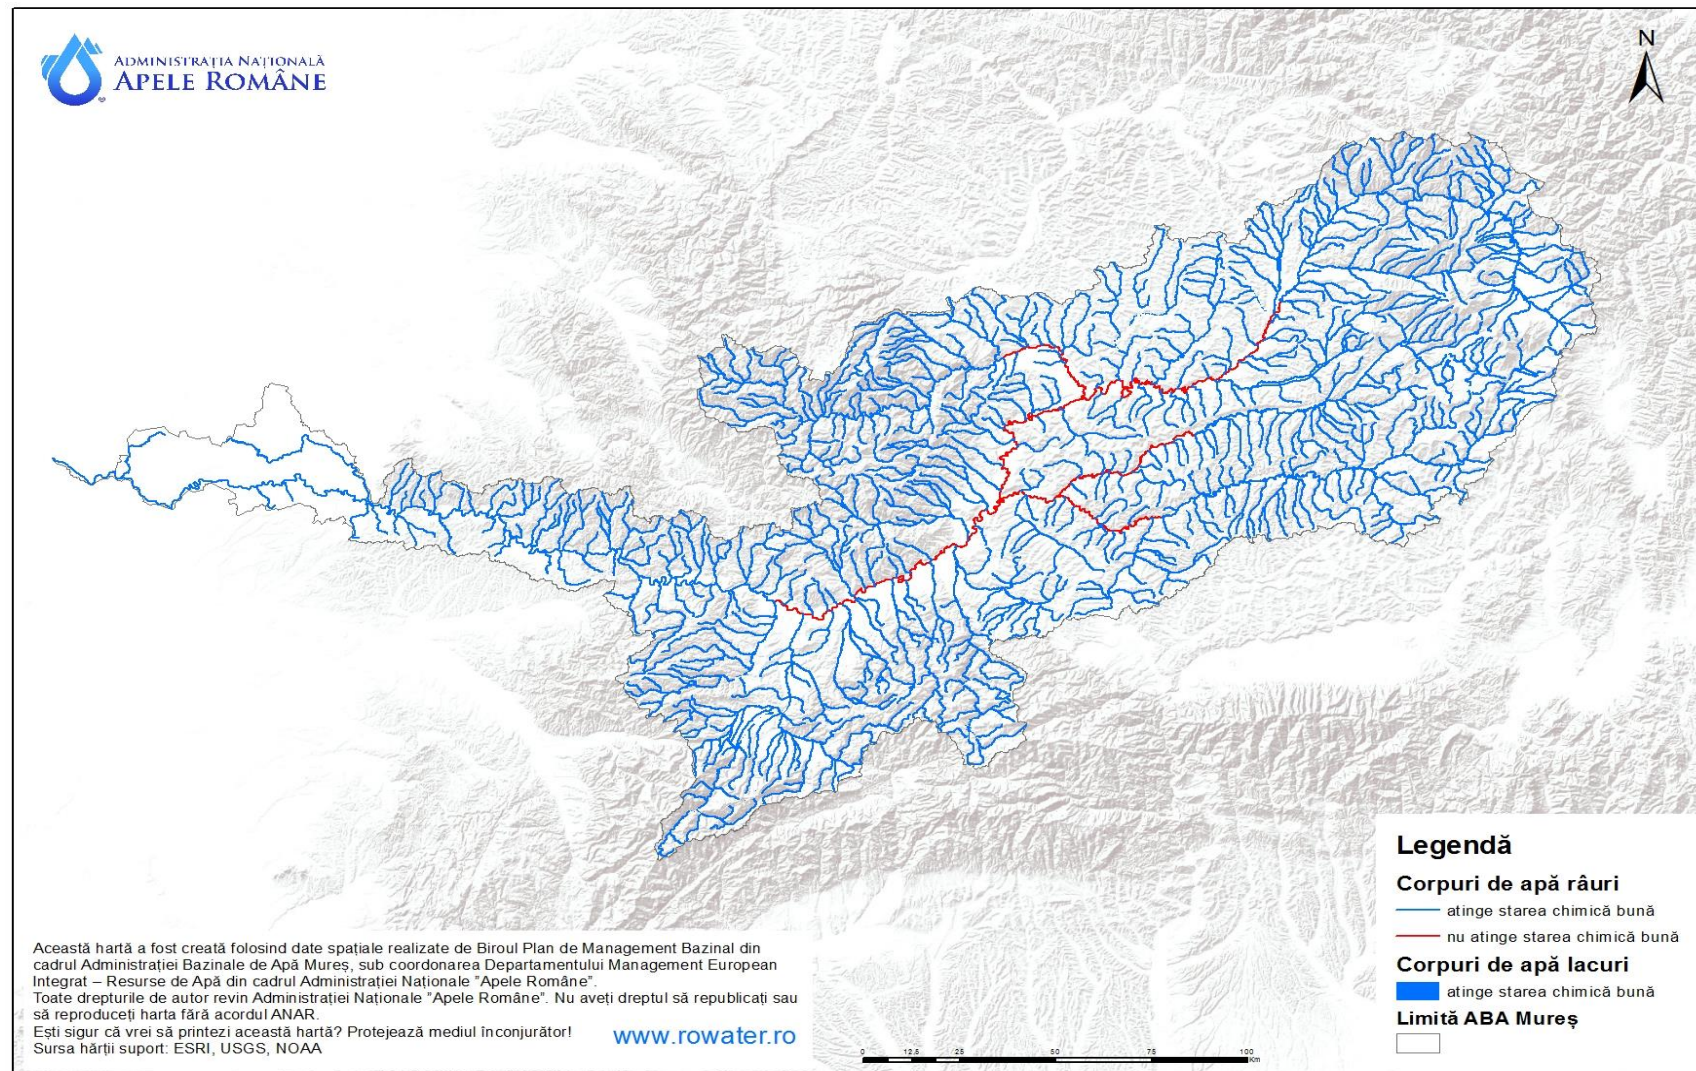 ADMINISTRAȚIA NAȚIONALĂ
APELE ROMÂNE
N
Legendă
Corpuri de apă râuri
atinge starea chimică bună
nu atinge starea chimică bună
Corpuri de apă lacuri
atinge starea chimică bună
Limită ABA Mureș
Această hartă a fost creată folosind date spațiale realizate de Biroul Plan de Management Bazinal din
cadrul Administrației Bazinale de Apă Mureș, sub coordonarea Departamentului Management European
Integrat – Resurse de Apă din cadrul Administrației Naționale "Apele Române".
Toate drepturile de autor revin Administrației Naționale "Apele Române". Nu aveți dreptul să republicați sau
să reproduceți harta fără acordul ANAR.
Ești sigur că vrei să printezi această hartă? Protejează mediul înconjurător!
Sursa hărții suport: ESRI, USGS, NOAA
www.rowater.ro
0 12,5 25 50 75 100
Km